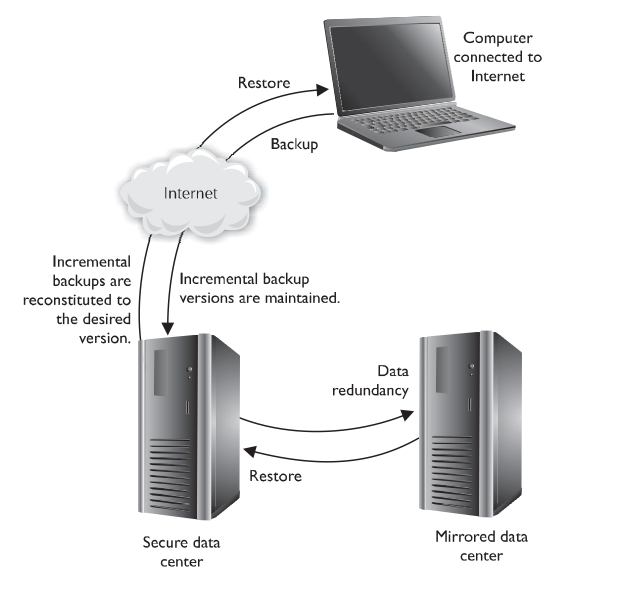 Computer
connected to
Internet
Restore
Backup
Internet
Incremental
backups are
reconstituted to
the desired
version.
Incremental backup
versions are maintained.
Data
redundancy
Restore
Secure data
center
Mirrored data
center